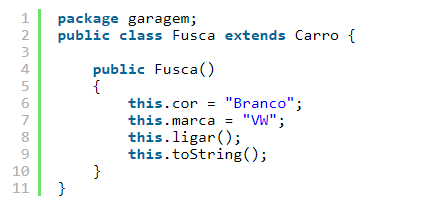 1 package garagem;
2 public class Fusca extends Carro {
3
4     public Fusca()
5     {
6         this.cor = "Branco";
7         this.marca = "VW";
8         this.ligar();
9         this.toString();
10     }
11 }